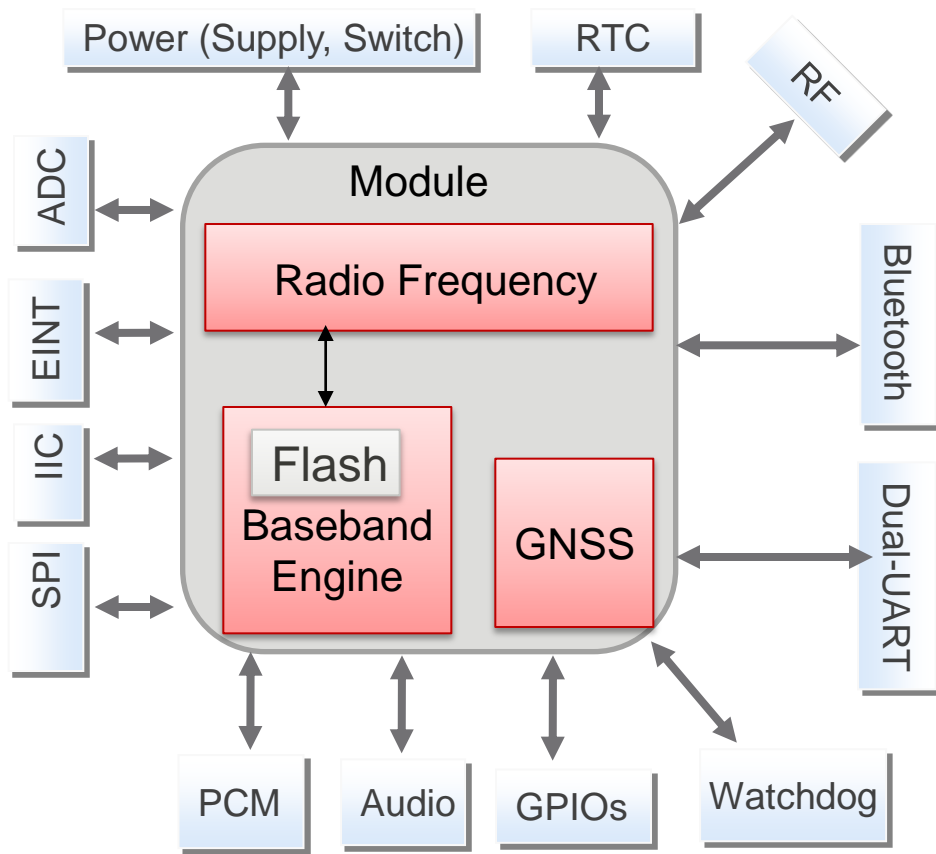 Power (Supply, Switch)
RTC
RF
ADC
Module
Radio Frequency
Bluetooth
EINT
IIC
Flash
Baseband
Engine
GNSS
SPI
Dual-UART
PCM
Audio
GPIOs
Watchdog